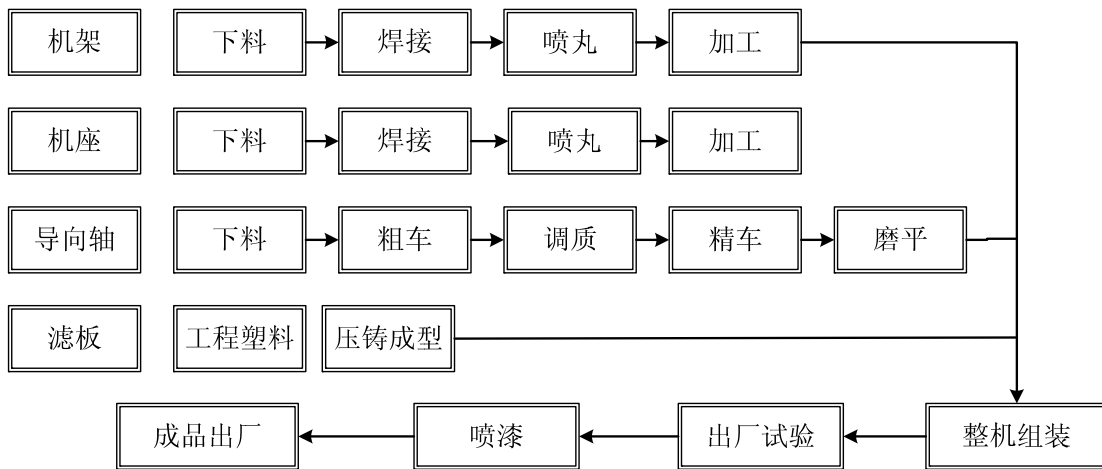 机架 下料 焊接 喷丸 加工
机座 下料 焊接 喷丸 加工
导向轴 下料 粗车 调质 精车 磨平
滤板 工程塑料 压铸成型
成品出厂 喷漆 出厂试验 整机组装